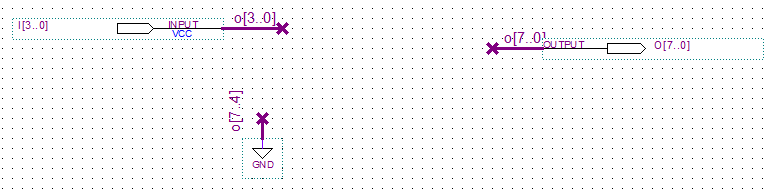 I[3..0]
INPUT
VCC
o[3..0]
o[7..0]
OUTPUT
O[7..0]
o[7..4]
GND